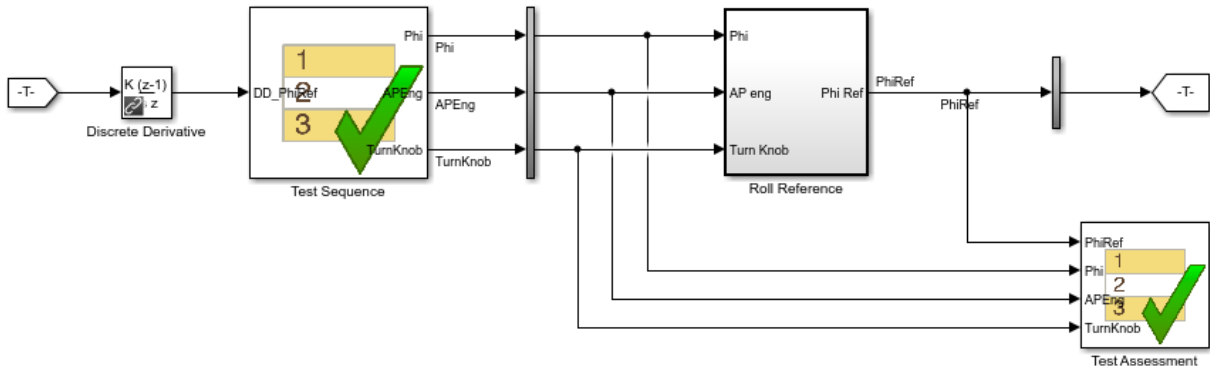 -T-
K (z-1)
z
Discrete Derivative
DD_PhiRef
1
2
3
Phi
APEng
TurnKnob
Test Sequence
Phi
APEng
TurnKnob
Phi
AP eng
Turn Knob
Phi Ref
Roll Reference
PhiRef
PhiRef
-T-
PhiRef
Phi
APEng
TurnKnob
1
2
3
Test Assessment